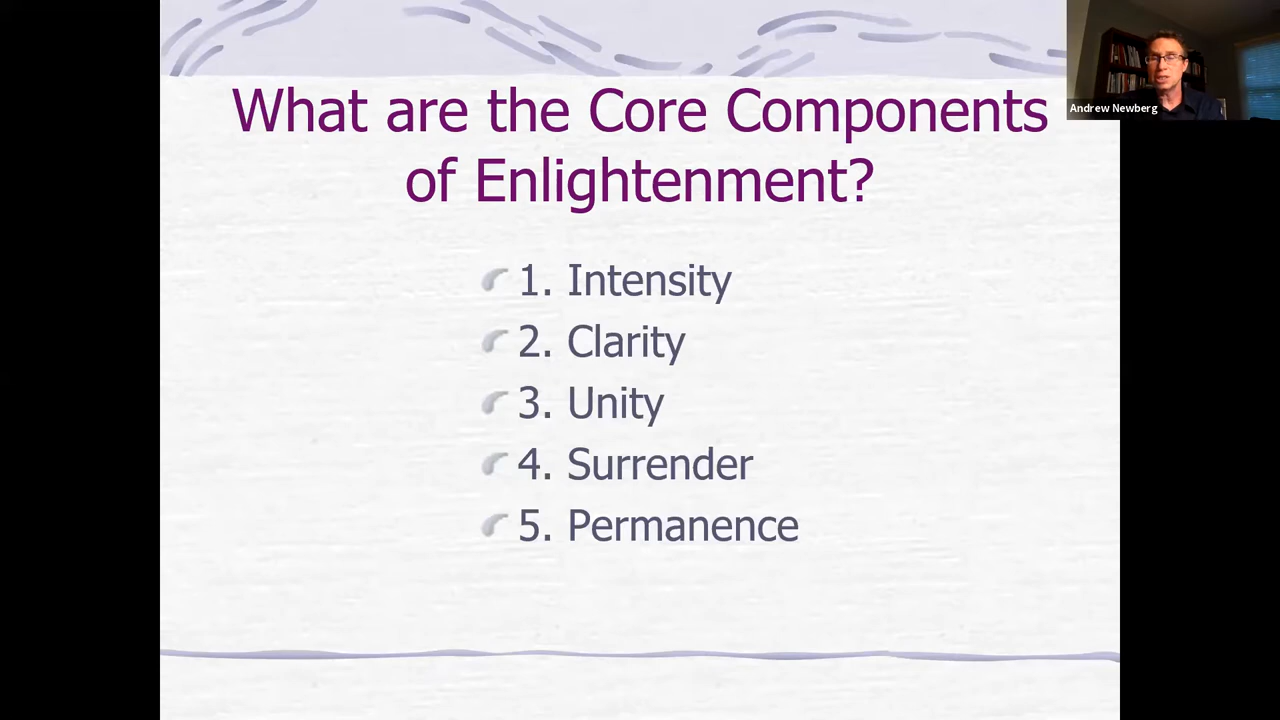 What are the Core Components
of Enlightenment?
Andrew Newberg
1. Intensity
2. Clarity
3. Unity
4. Surrender
5. Permanence